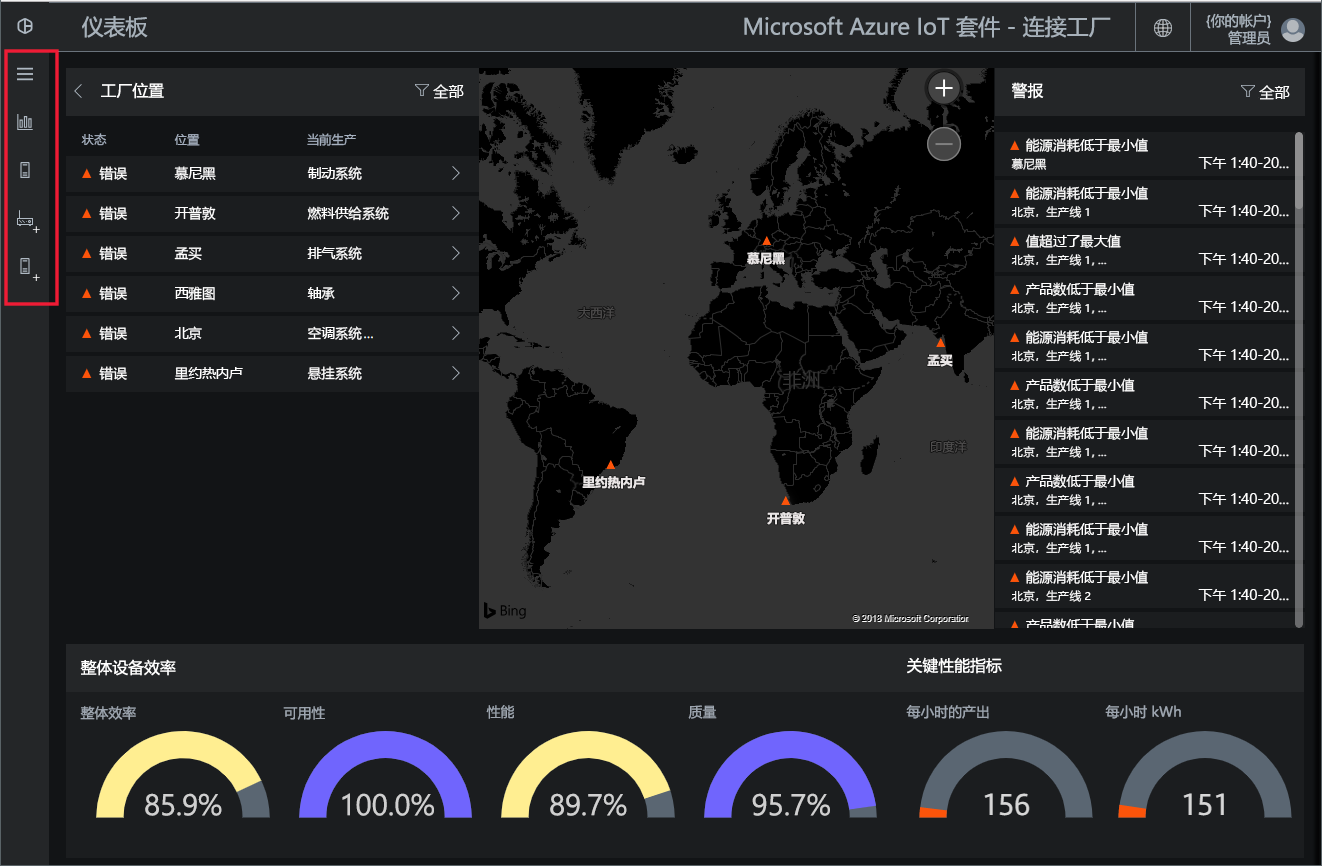 仪表板
Microsoft Azure IoT 套件 - 连接工厂
{你的帐户}
管理员
工厂位置
全部
状态 位置 当前生产
错误 慕尼黑 制动系统
错误 开普敦 燃料供给系统
错误 孟买 排气系统
错误 西雅图 轴承
错误 北京 空调系统...
错误 里约热内卢 悬挂系统
大西洋
非洲
印度洋
慕尼黑
孟买
里约热内卢
开普敦
Bing
© 2018 Microsoft Corporation
警报
全部
能源消耗低于最小值
慕尼黑 下午 1:40-20...
能源消耗低于最小值
北京，生产线 1 下午 1:40-20...
值超过了最大值
北京，生产线 1, ... 下午 1:40-20...
产品数低于最小值
北京，生产线 1, ... 下午 1:40-20...
能源消耗低于最小值
北京，生产线 1, ... 下午 1:40-20...
产品数低于最小值
北京，生产线 1, ... 下午 1:40-20...
能源消耗低于最小值
北京，生产线 1, ... 下午 1:40-20...
产品数低于最小值
北京，生产线 1, ... 下午 1:40-20...
能源消耗低于最小值
北京，生产线 1, ... 下午 1:40-20...
能源消耗低于最小值
北京，生产线 2 下午 1:40-20...
产品数低于最小值
整体设备效率
关键性能指标
整体效率 可用性 性能 质量 每小时的产出 每小时 kWh
85.9% 100.0% 89.7% 95.7% 156 151